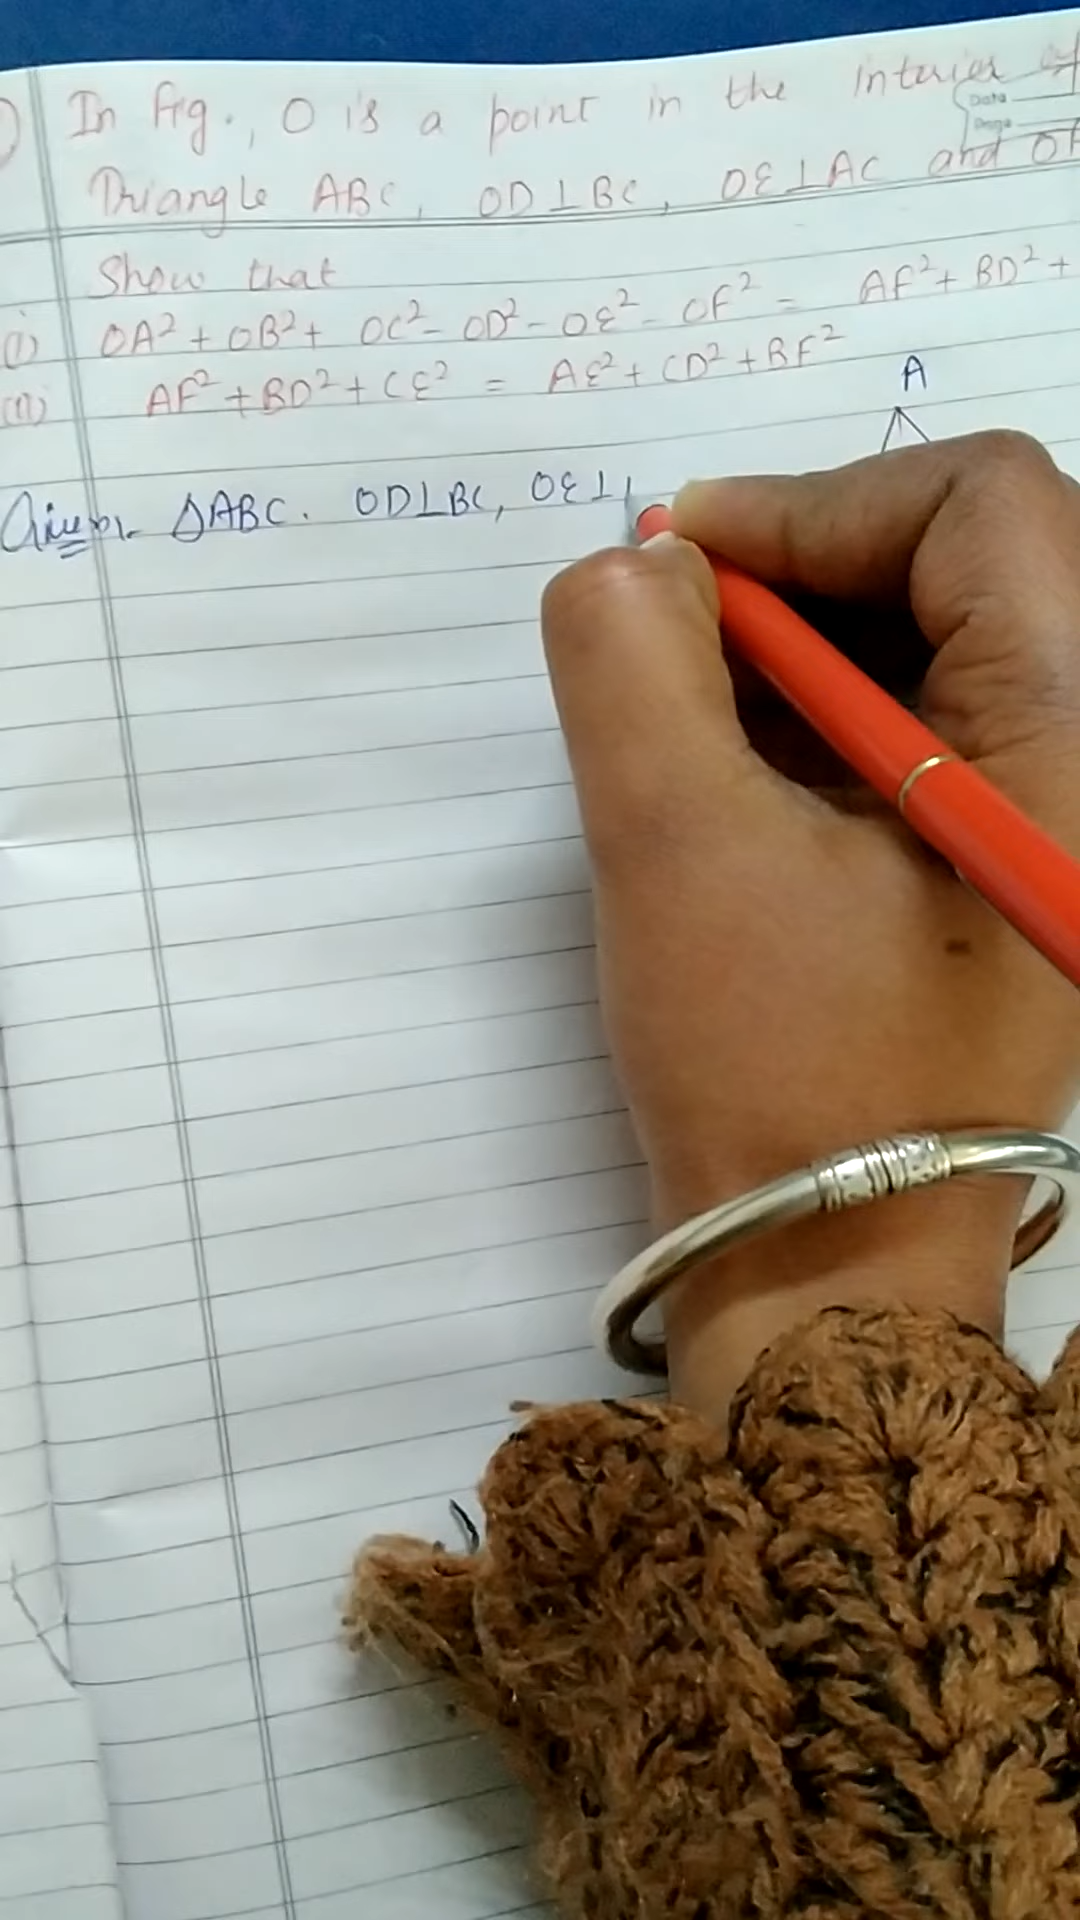 In fig., O is a point in the interior of
Data
Page
Triangle ABC, OD⊥BC, OE⊥AC and OF
Show that
(i) OA² + OB² + OC² - OD² - OE² - OF² = AF² + BD² +
(ii) AF² + BD² + CE² = AE² + CD² + BF²
A
Given ΔABC. OD⊥BC, OE⊥